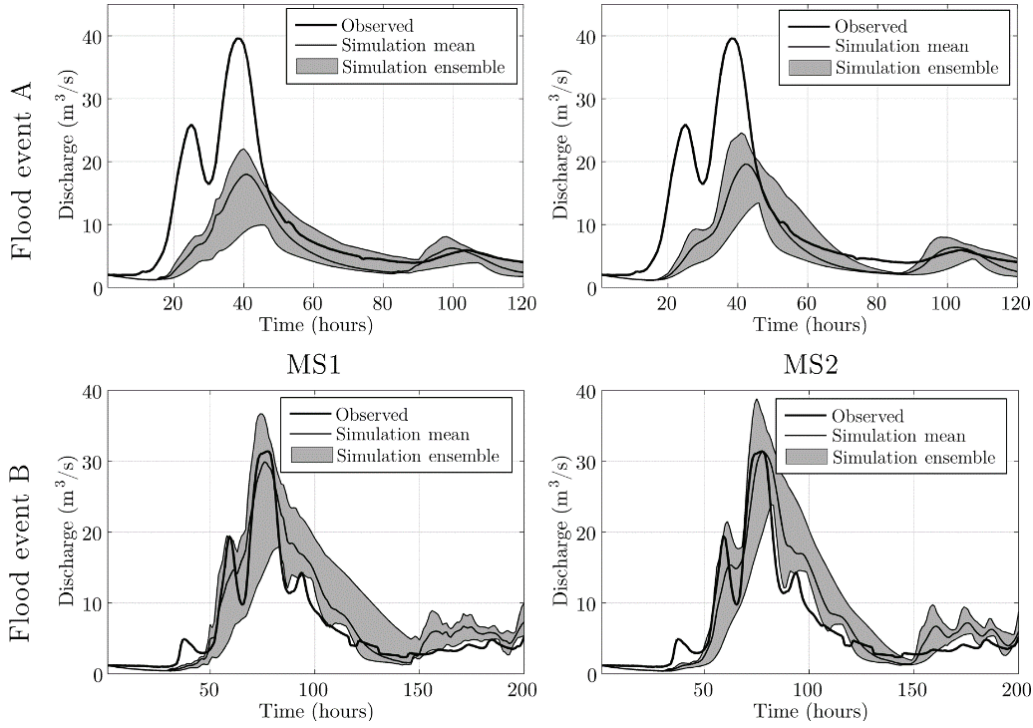 Flood event A
Discharge (m³/s)
40
30
20
10
0
Observed
Simulation mean
Simulation ensemble
20 40 60 80 100 120
Time (hours)
MS1
Discharge (m³/s)
40
30
20
10
0
Observed
Simulation mean
Simulation ensemble
20 40 60 80 100 120
Time (hours)
MS2
Flood event B
Discharge (m³/s)
40
30
20
10
0
Observed
Simulation mean
Simulation ensemble
50 100 150 200
Time (hours)
Discharge (m³/s)
40
30
20
10
0
Observed
Simulation mean
Simulation ensemble
50 100 150 200
Time (hours)